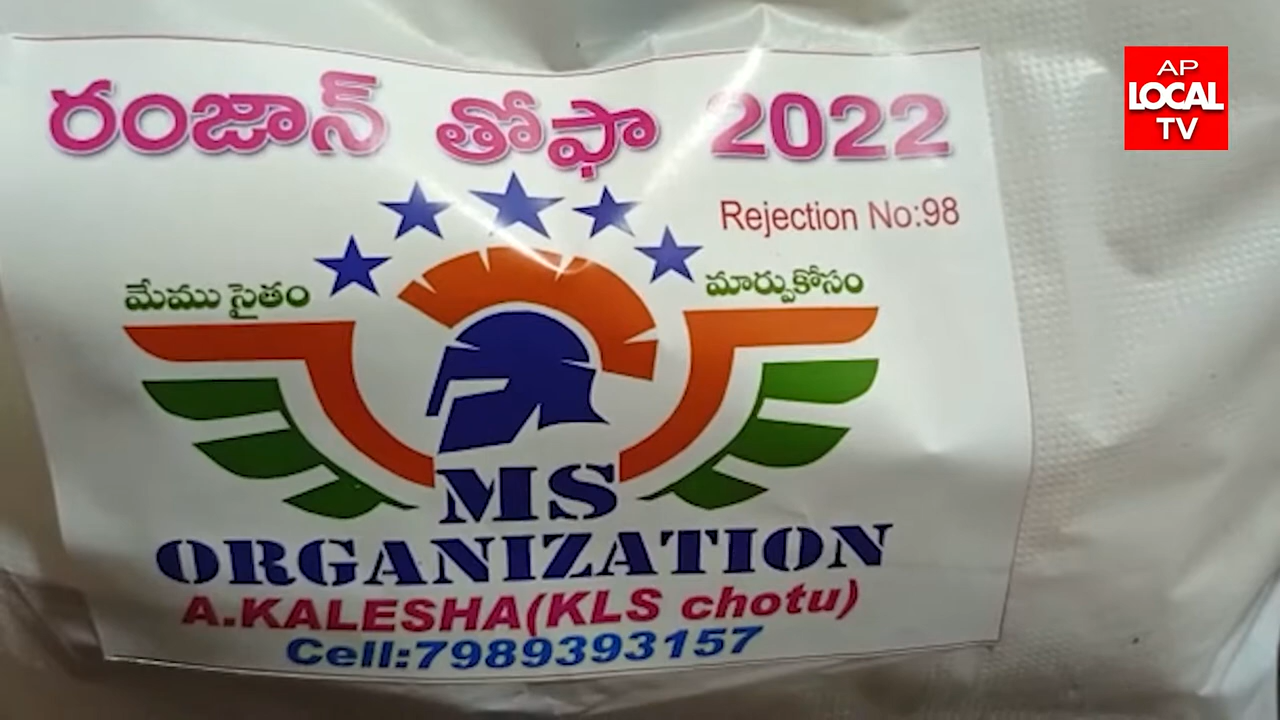 రంజాన్ తోఫా 2022
Rejection No:98
మేము సైతం మార్పుకోసం
MS
ORGANIZATION
A.KALESHA(KLS chotu)
Cell:7989393157
AP
LOCAL
TV